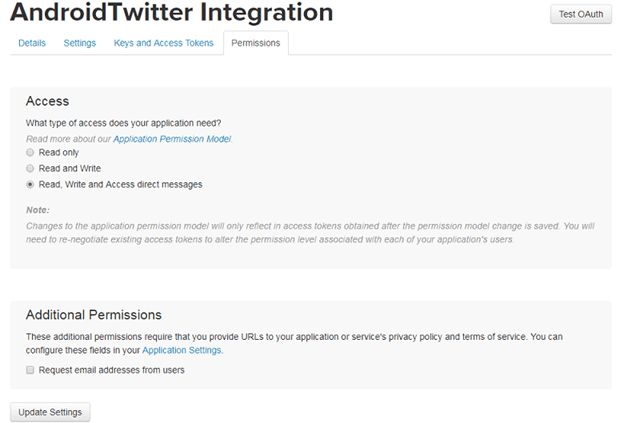 AndroidTwitter Integration
Test OAuth
Details Settings Keys and Access Tokens Permissions
Access
What type of access does your application need?
Read more about our Application Permission Model.
Read only
Read and Write
Read, Write and Access direct messages
Note:
Changes to the application permission model will only reflect in access tokens obtained after the permission model change is saved. You will
need to re-negotiate existing access tokens to alter the permission level associated with each of your application's users.
Additional Permissions
These additional permissions require that you provide URLs to your application or service's privacy policy and terms of service. You can
configure these fields in your Application Settings.
Request email addresses from users
Update Settings